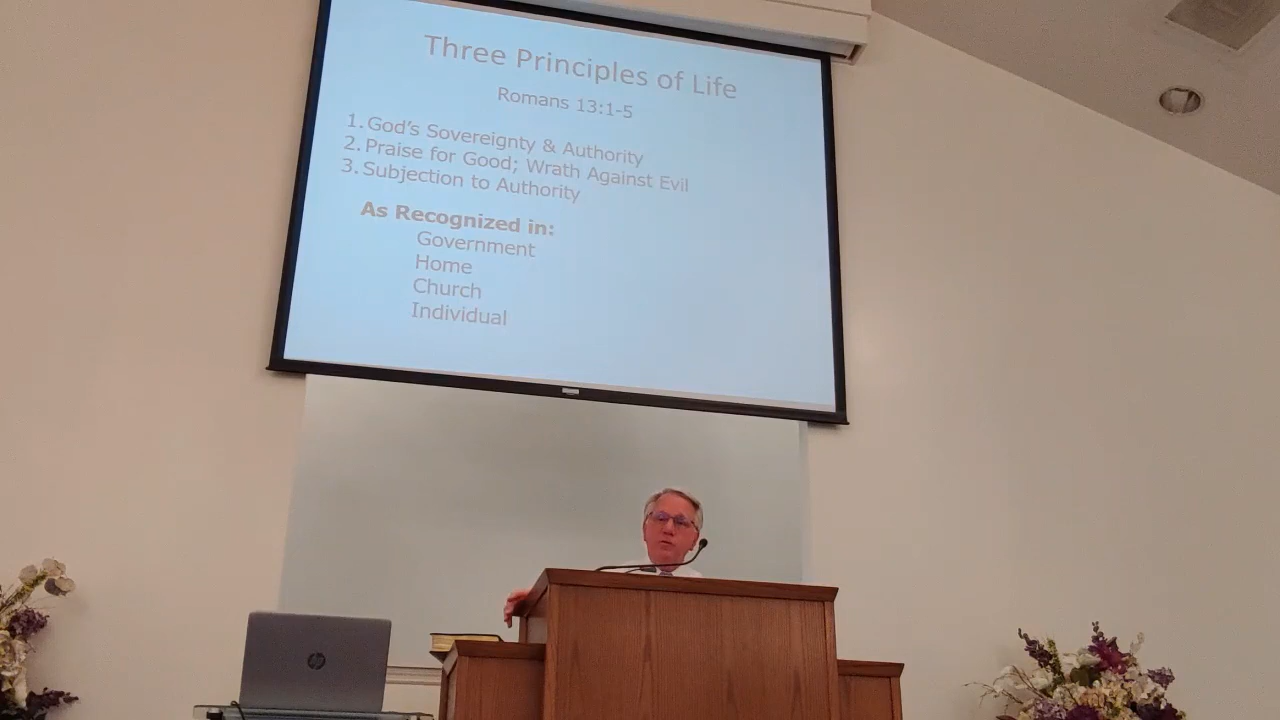 Three Principles of Life
Romans 13:1-5
1. God's Sovereignty & Authority
2. Praise for Good; Wrath Against Evil
3. Subjection to Authority
As Recognized in:
Government
Home
Church
Individual
hp